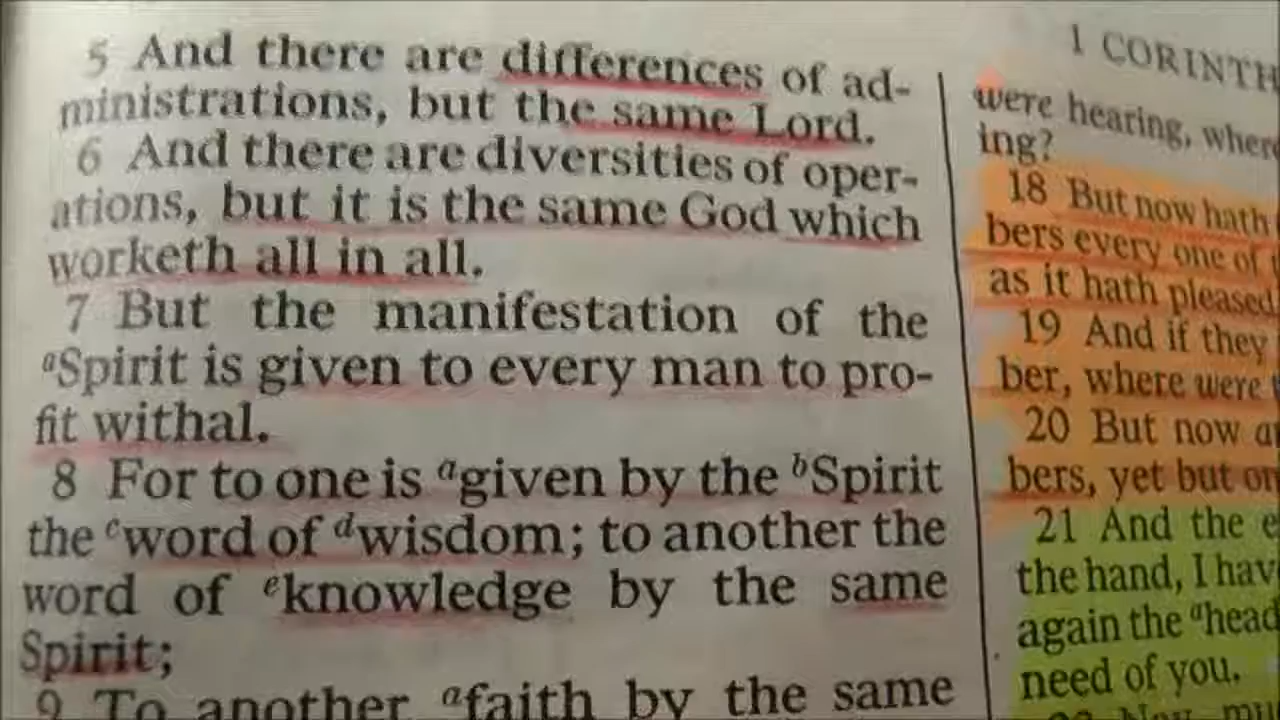 5 And there are differences of ad-
ministrations, but the same Lord.
6 And there are diversities of oper-
ations, but it is the same God which
worketh all in all.
7 But the manifestation of the
aSpirit is given to every man to pro-
fit withal.
8 For to one is agiven by the bSpirit
the cword of dwisdom; to another the
word of eknowledge by the same
Spirit;
9 To another afaith by the same
1 CORINTH
were hearing, where
ing?
18 But now hath
bers every one of
as it hath pleased
19 And if they
ber, where were
20 But now
bers, yet but
21 And the
the hand, I
again the ahead
need of you.